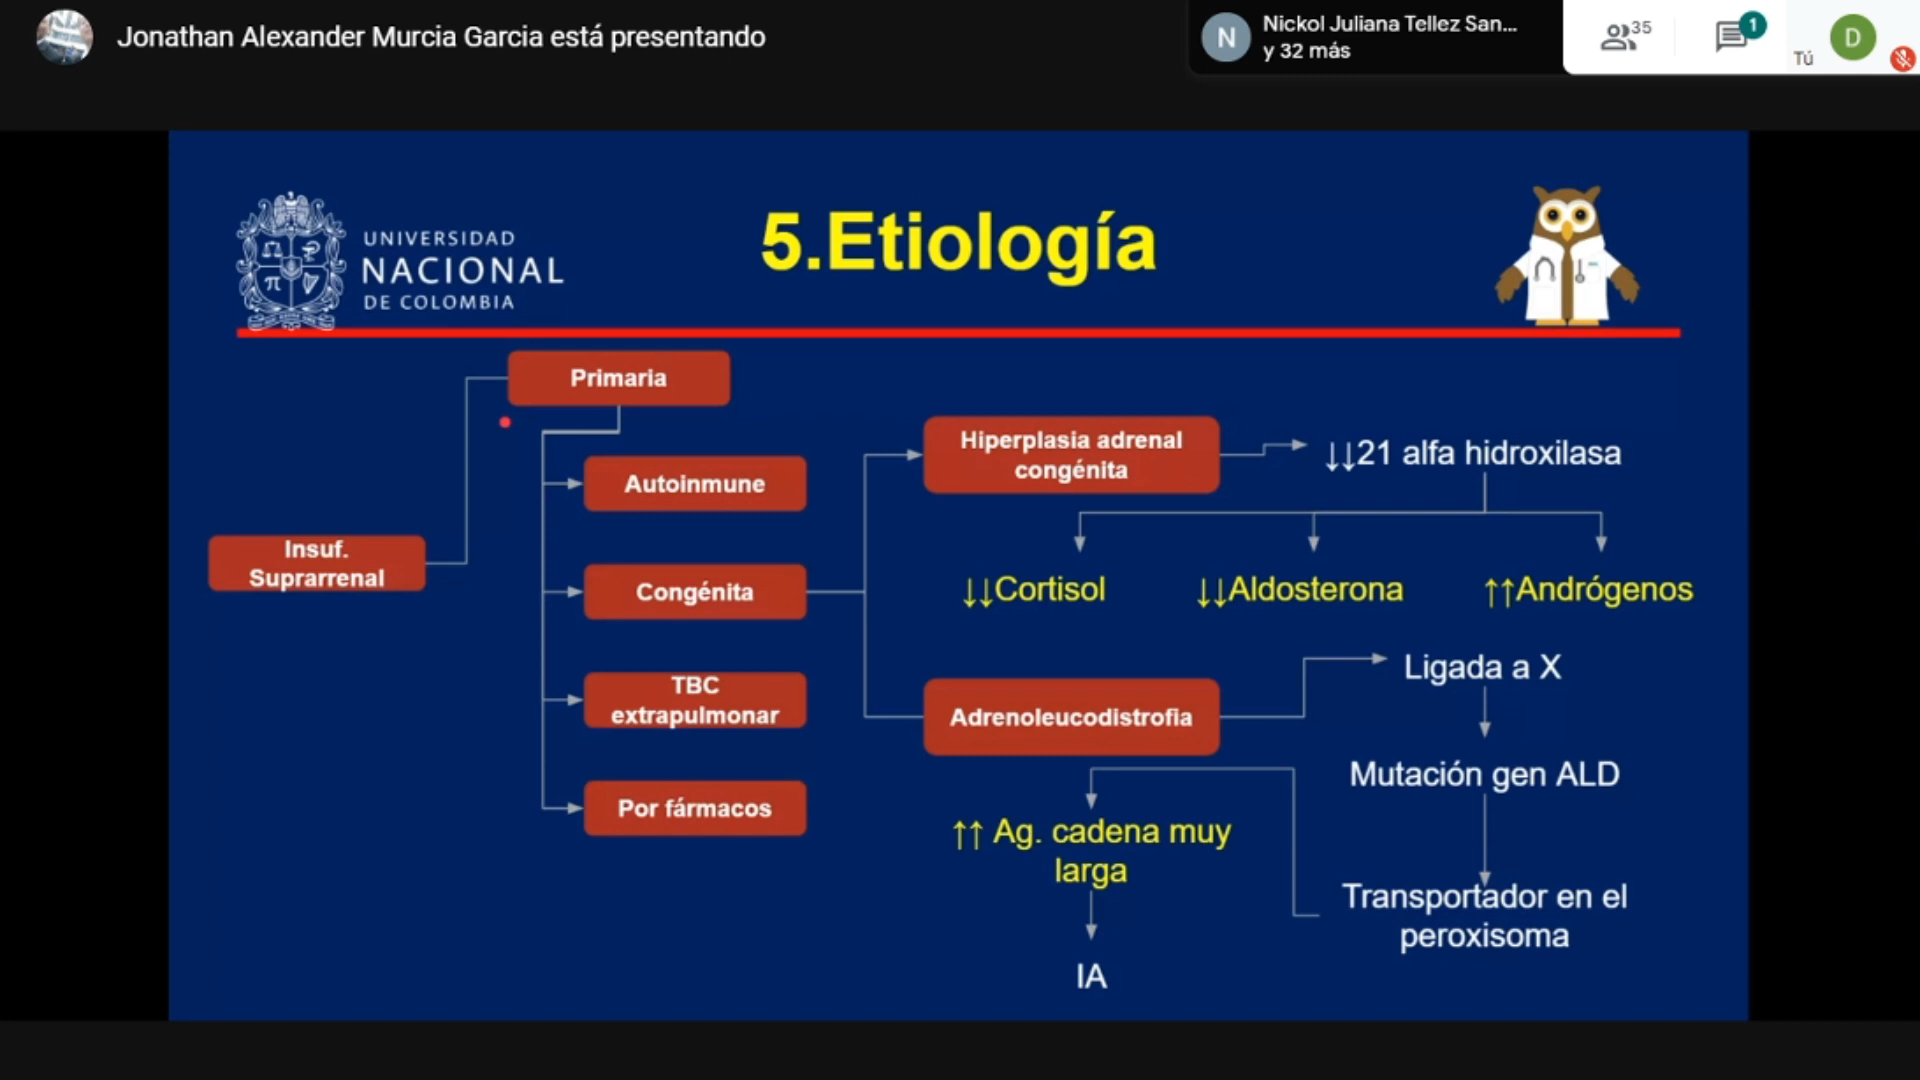 Jonathan Alexander Murcia Garcia está presentando
N
Nickol Juliana Tellez San...
y 32 más
35
1
Tú
D
UNIVERSIDAD
NACIONAL
DE COLOMBIA
π
5.Etiología
Primaria
Autoinmune
Insuf.
Suprarrenal
Congénita
TBC
extrapulmonar
Por fármacos
Hiperplasia adrenal
congénita
↓↓21 alfa hidroxilasa
↓↓Cortisol
↓↓Aldosterona
↑↑Andrógenos
Adrenoleucodistrofia
Ligada a X
Mutación gen ALD
Transportador en el
peroxisoma
↑↑ Ag. cadena muy
larga
IA